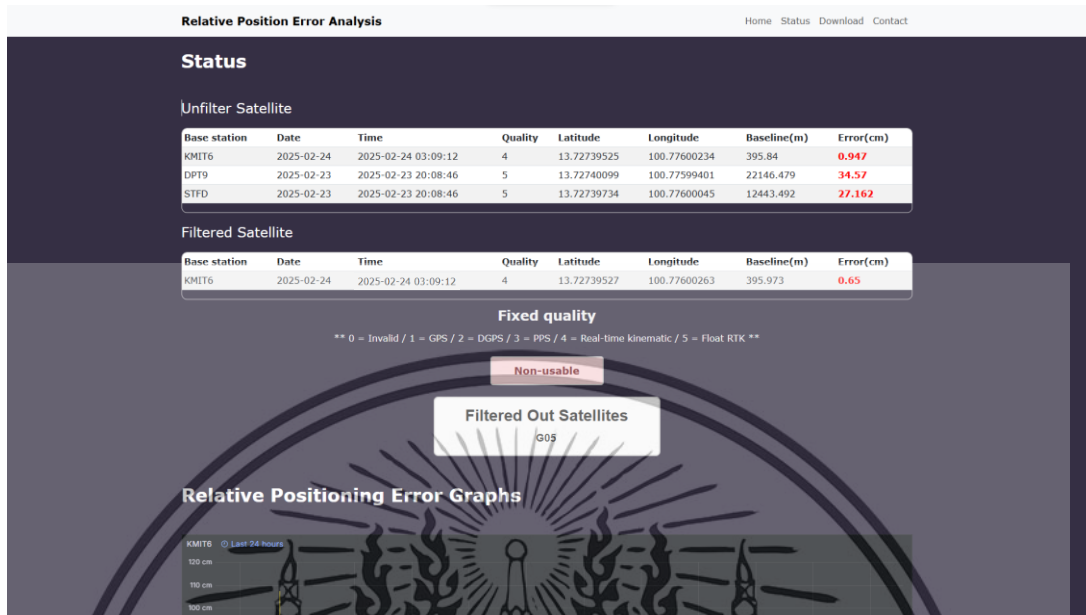 Relative Position Error Analysis Home Status Download Contact
Status
Unfilter Satellite
Base station Date Time Quality Latitude Longitude Baseline(m) Error(cm)
KMIT6 2025-02-24 2025-02-24 03:09:12 4 13.72739525 100.77600234 395.84 0.947
DPT9 2025-02-23 2025-02-23 20:08:46 5 13.72740099 100.77599401 22146.479 34.57
STFD 2025-02-23 2025-02-23 20:08:46 5 13.72739734 100.77600045 12443.492 27.162
Filtered Satellite
Base station Date Time Quality Latitude Longitude Baseline(m) Error(cm)
KMIT6 2025-02-24 2025-02-24 03:09:12 4 13.72739527 100.77600263 395.973 0.65
Fixed quality
** 0 = Invalid / 1 = GPS / 2 = DGPS / 3 = PPS / 4 = Real-time kinematic / 5 = Float RTK **
Non-usable
Filtered Out Satellites
G05
Relative Positioning Error Graphs
KMIT6 Last 24 hours
120 cm
110 cm
100 cm